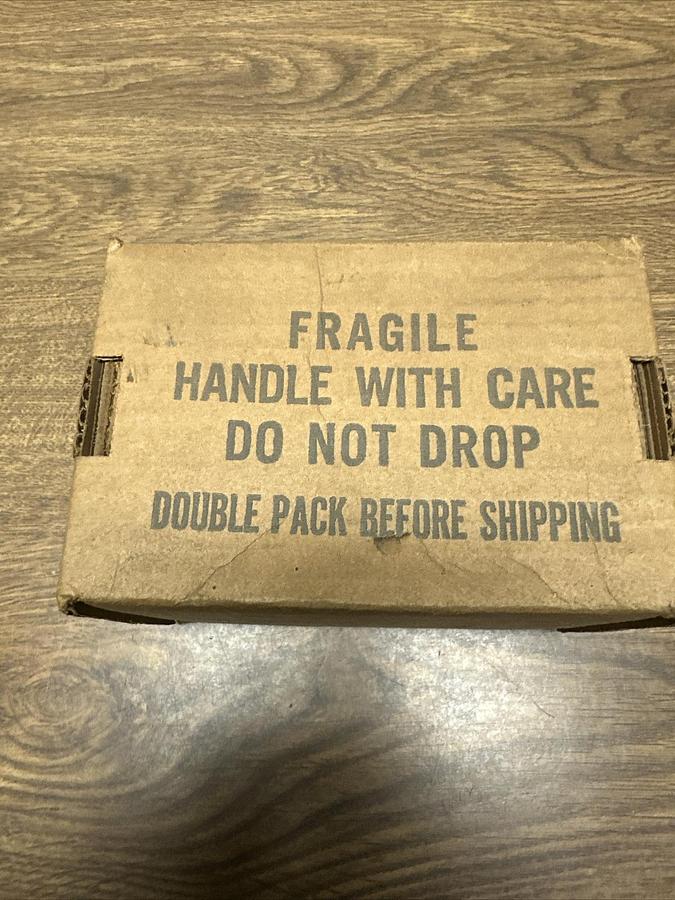 FRAGILE
HANDLE WITH CARE
DO NOT DROP
DOUBLE PACK BEFORE SHIPPING